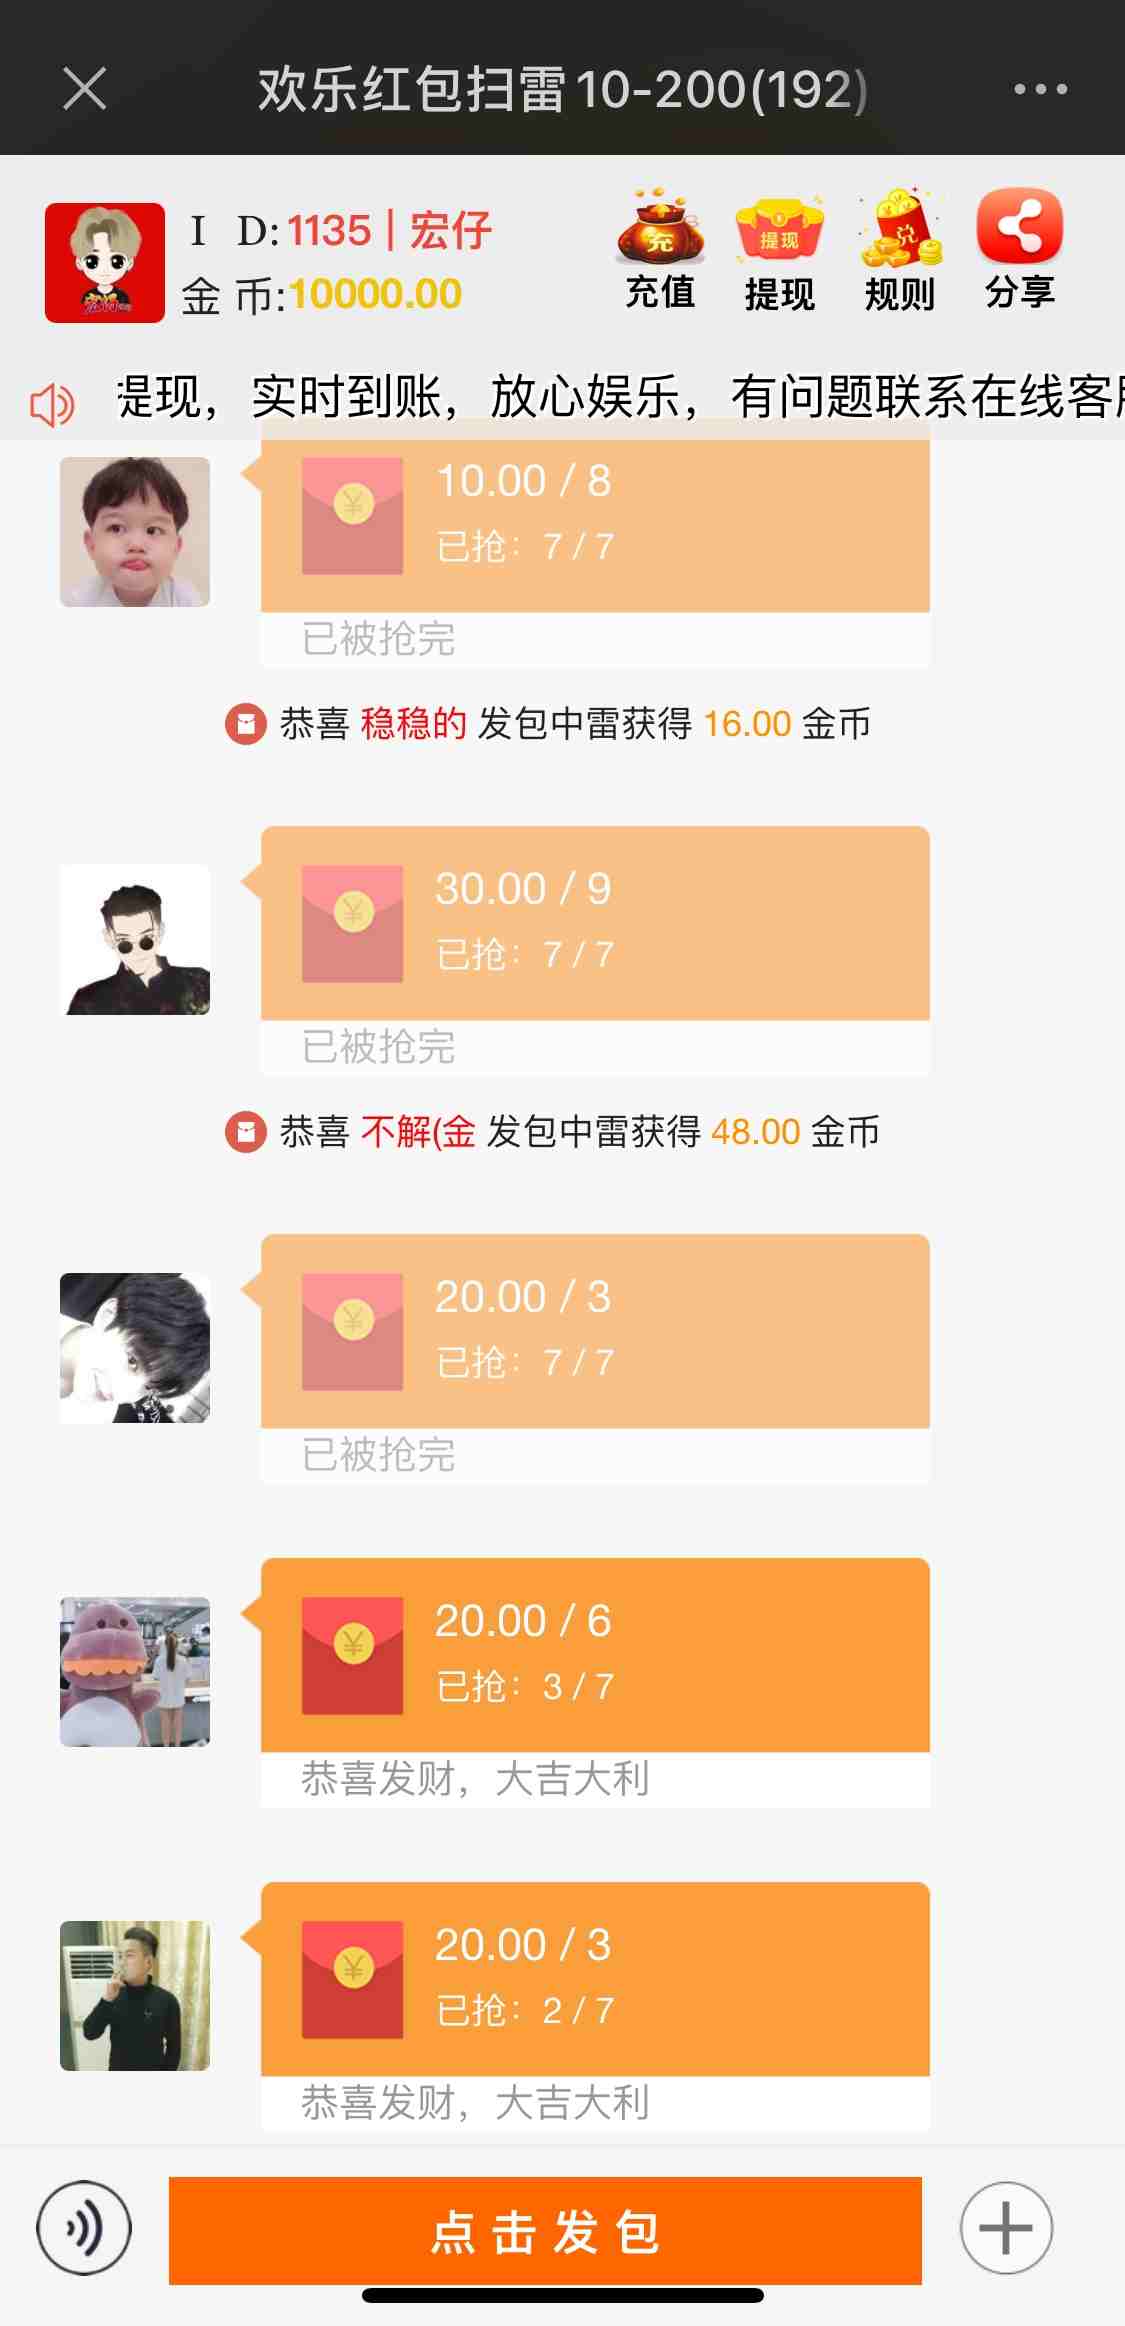 欢乐红包扫雷10-200(192)
I D:1135 | 宏仔
金 币:10000.00
充 提现 兑
充值 提现 规则 分享
提现，实时到账，放心娱乐，有问题联系在线客服
10.00 / 8
已抢：7 / 7
已被抢完
恭喜 稳稳的 发包中雷获得 16.00 金币
30.00 / 9
已抢：7 / 7
已被抢完
恭喜 不解(金 发包中雷获得 48.00 金币
20.00 / 3
已抢：7 / 7
已被抢完
20.00 / 6
已抢：3 / 7
恭喜发财，大吉大利
20.00 / 3
已抢：2 / 7
恭喜发财，大吉大利
点击发包